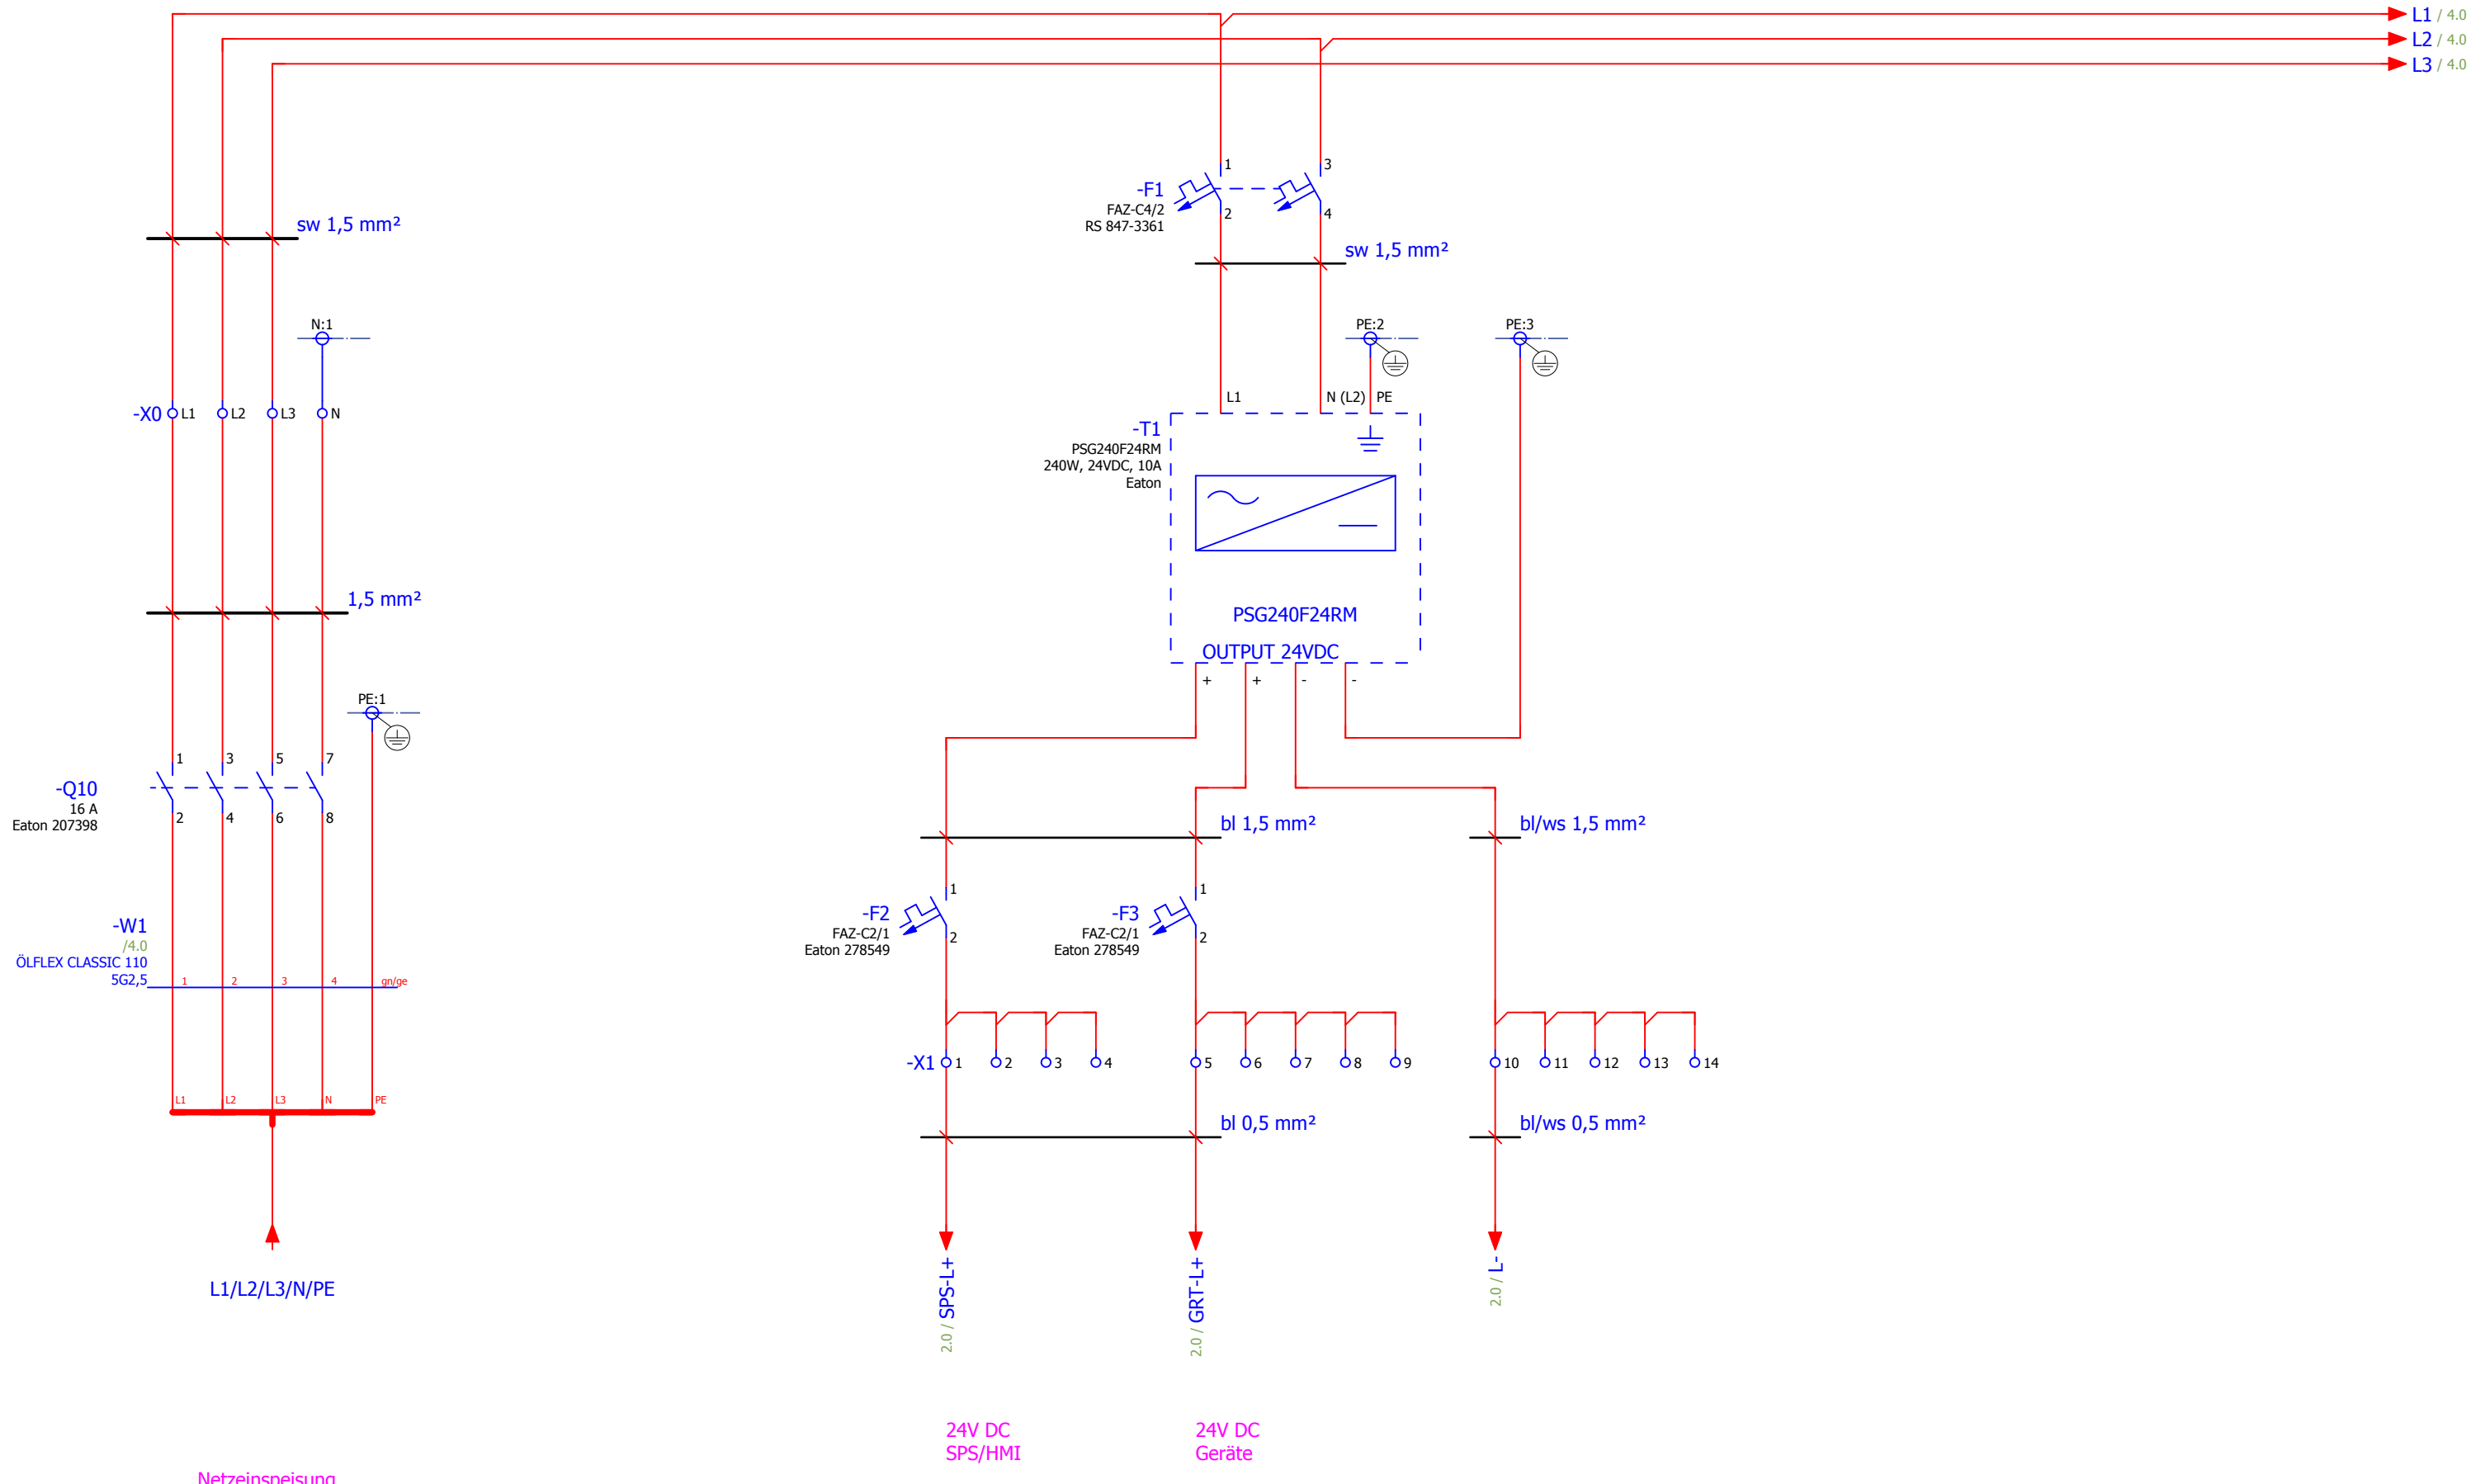 L1 / 4.0
L2 / 4.0
L3 / 4.0
1
3
-F1
FAZ-C4/2
RS 847-3361
2
4
sw 1,5 mm²
sw 1,5 mm²
N:1
PE:2
PE:3
-X0
L1
L2
L3
N
L1
N (L2)
PE
-T1
PSG240F24RM
240W, 24VDC, 10A
Eaton
PSG240F24RM
OUTPUT 24VDC
+
+
-
-
1,5 mm²
PE:1
1
3
5
7
-Q10
16 A
Eaton 207398
2
4
6
8
bl 1,5 mm²
bl/ws 1,5 mm²
1
-F2
FAZ-C2/1
Eaton 278549
2
1
-F3
FAZ-C2/1
Eaton 278549
2
-W1
/4.0
ÖLFLEX CLASSIC 110
5G2,5
1
2
3
4
gn/ge
-X1
1
2
3
4
5
6
7
8
9
10
11
12
13
14
L1
L2
L3
N
PE
bl 0,5 mm²
bl/ws 0,5 mm²
L1/L2/L3/N/PE
2.0 / SPS-L+
2.0 / GRT-L+
2.0 / L-
24V DC
SPS/HMI
24V DC
Geräte
Netzeinspeisung